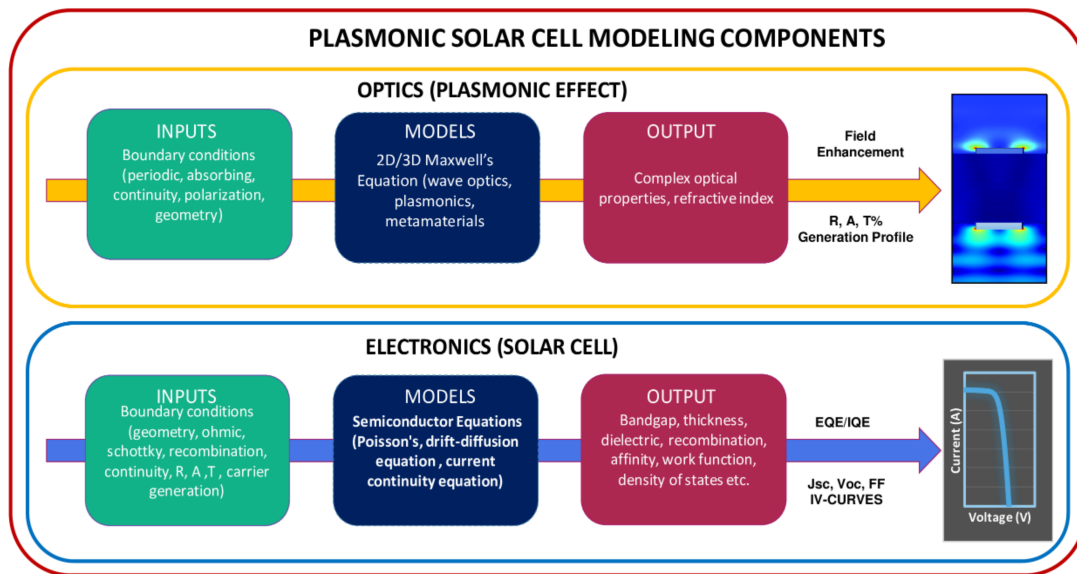 PLASMONIC SOLAR CELL MODELING COMPONENTS
OPTICS (PLASMONIC EFFECT)
INPUTS
Boundary conditions
(periodic, absorbing,
continuity, polarization,
geometry)
MODELS
2D/3D Maxwell’s
Equation (wave optics,
plasmonics,
metamaterials
OUTPUT
Complex optical
properties, refractive index
Field
Enhancement
R, A, T%
Generation Profile
ELECTRONICS (SOLAR CELL)
INPUTS
Boundary conditions
(geometry, ohmic,
schottky, recombination,
continuity, R, A ,T , carrier
generation)
MODELS
Semiconductor Equations
(Poisson's, drift-diffusion
equation , current
continuity equation)
OUTPUT
Bandgap, thickness,
dielectric, recombination,
affinity, work function,
density of states etc.
EQE/IQE
Jsc, Voc, FF
IV-CURVES
Current (A)
Voltage (V)